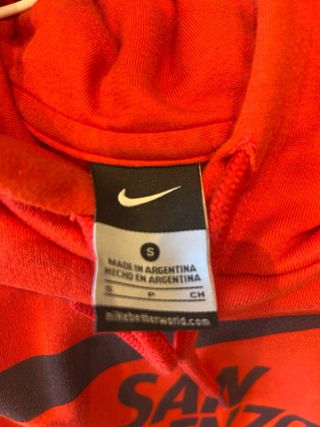 S
MADE IN ARGENTINA
HECHO EN ARGENTINA
S P CH
nikebetterworld.com
SAN